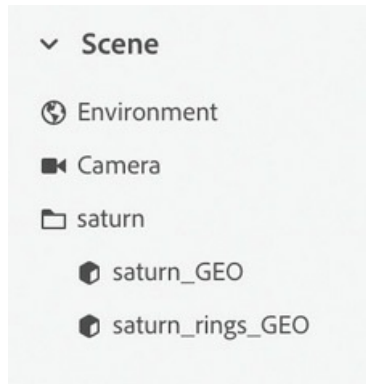 Scene
Environment
Camera
saturn
saturn_GEO
saturn_rings_GEO